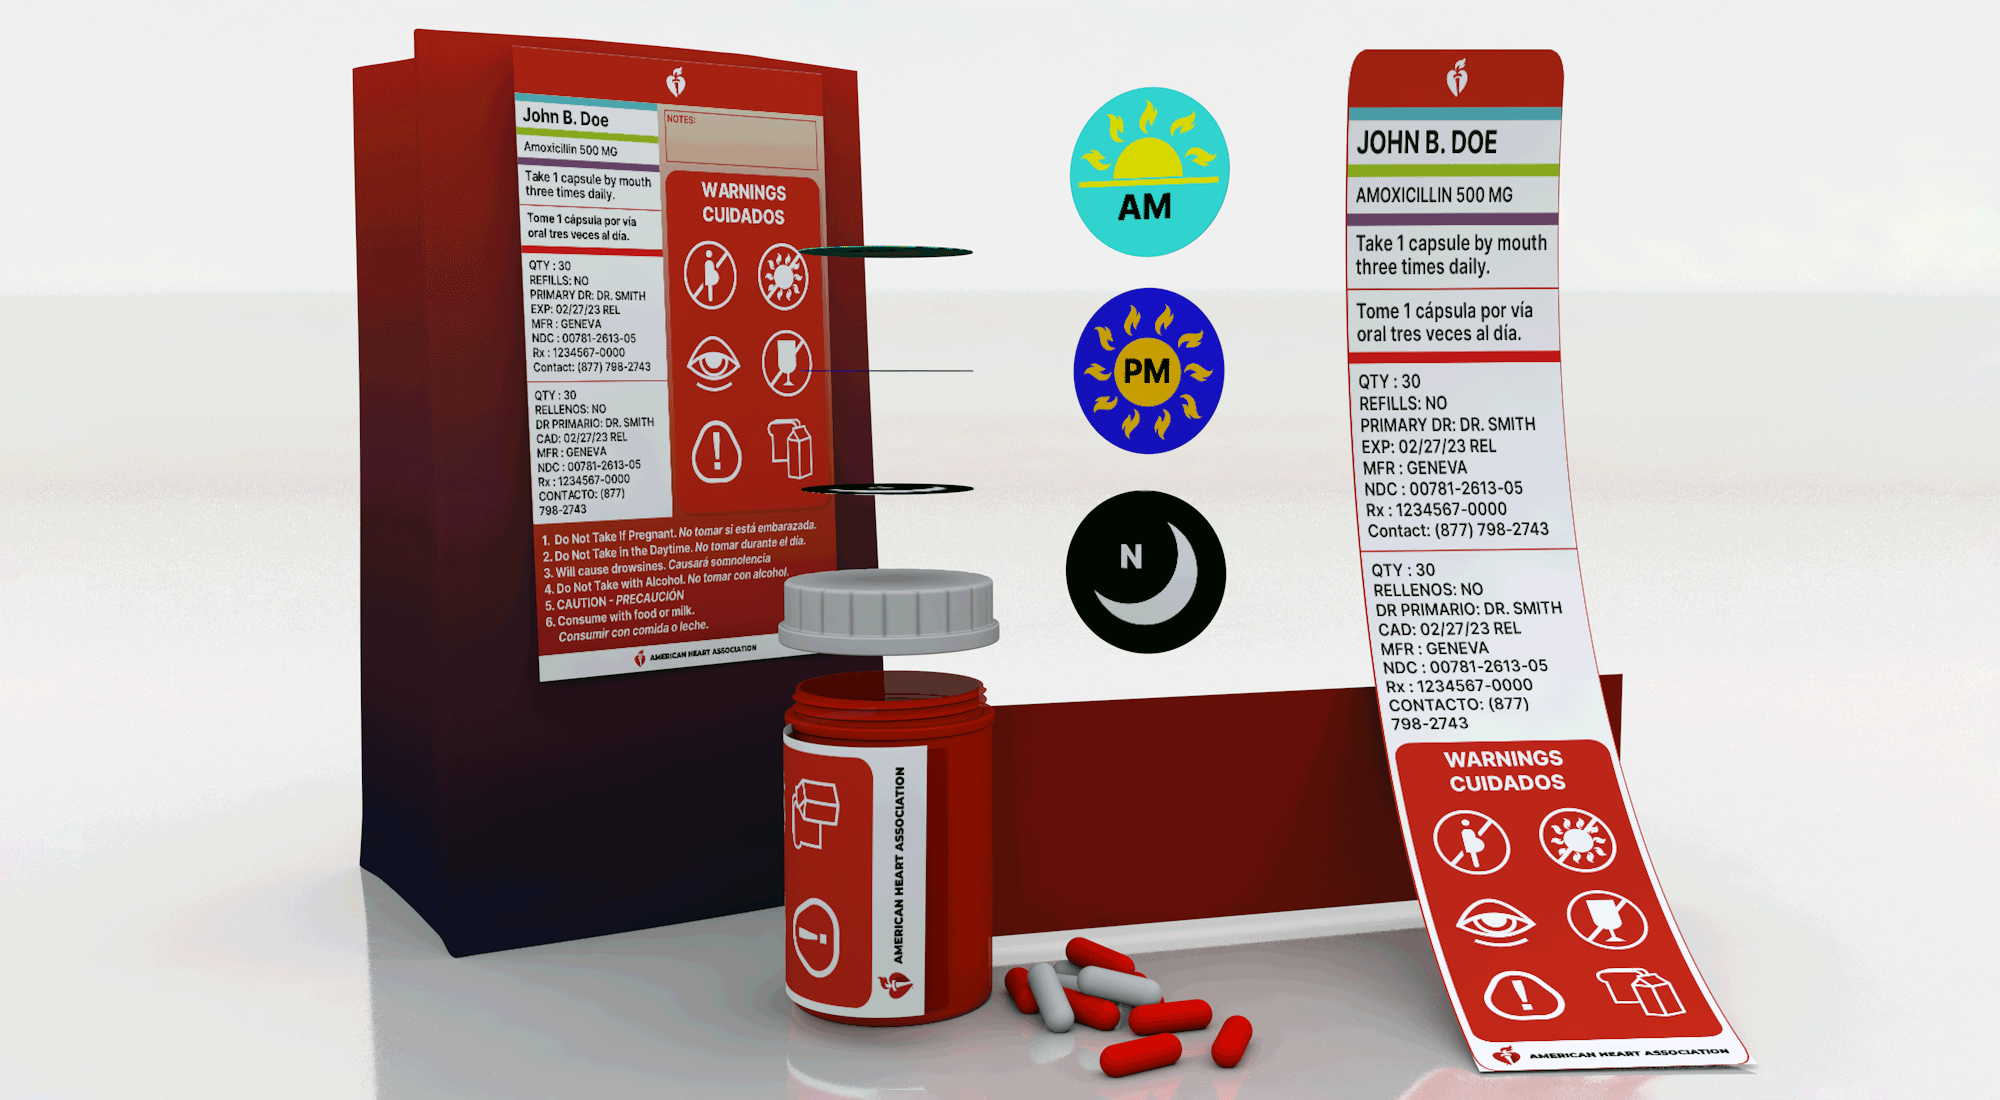 John B. Doe
Amoxicillin 500 MG
Take 1 capsule by mouth
three times daily.
Tome 1 cápsula por vía
oral tres veces al día.
QTY : 30
REFILLS: NO
PRIMARY DR: DR. SMITH
EXP: 02/27/23 REL
MFR : GENEVA
NDC : 00781-2613-05
Rx : 1234567-0000
Contact: (877) 798-2743
QTY : 30
RELLENOS: NO
DR PRIMARIO: DR. SMITH
CAD: 02/27/23 REL
MFR : GENEVA
NDC : 00781-2613-05
Rx : 1234567-0000
CONTACTO: (877)
798-2743
NOTES:
WARNINGS
CUIDADOS
1. Do Not Take If Pregnant. No tomar si está embarazada.
2. Do Not Take in the Daytime. No tomar durante el día.
3. Will cause drowsines. Causará somnolencia
4. Do Not Take with Alcohol. No tomar con alcohol.
5. CAUTION - PRECAUCIÓN
6. Consume with food or milk.
Consumir con comida o leche.
AMERICAN HEART ASSOCIATION
AMERICAN HEART ASSOCIATION
AM
PM
N
JOHN B. DOE
AMOXICILLIN 500 MG
Take 1 capsule by mouth
three times daily.
Tome 1 cápsula por vía
oral tres veces al día.
QTY : 30
REFILLS: NO
PRIMARY DR: DR. SMITH
EXP: 02/27/23 REL
MFR : GENEVA
NDC : 00781-2613-05
Rx : 1234567-0000
Contact: (877) 798-2743
QTY : 30
RELLENOS: NO
DR PRIMARIO: DR. SMITH
CAD: 02/27/23 REL
MFR : GENEVA
NDC : 00781-2613-05
Rx : 1234567-0000
CONTACTO: (877)
798-2743
WARNINGS
CUIDADOS
AMERICAN HEART ASSOCIATION